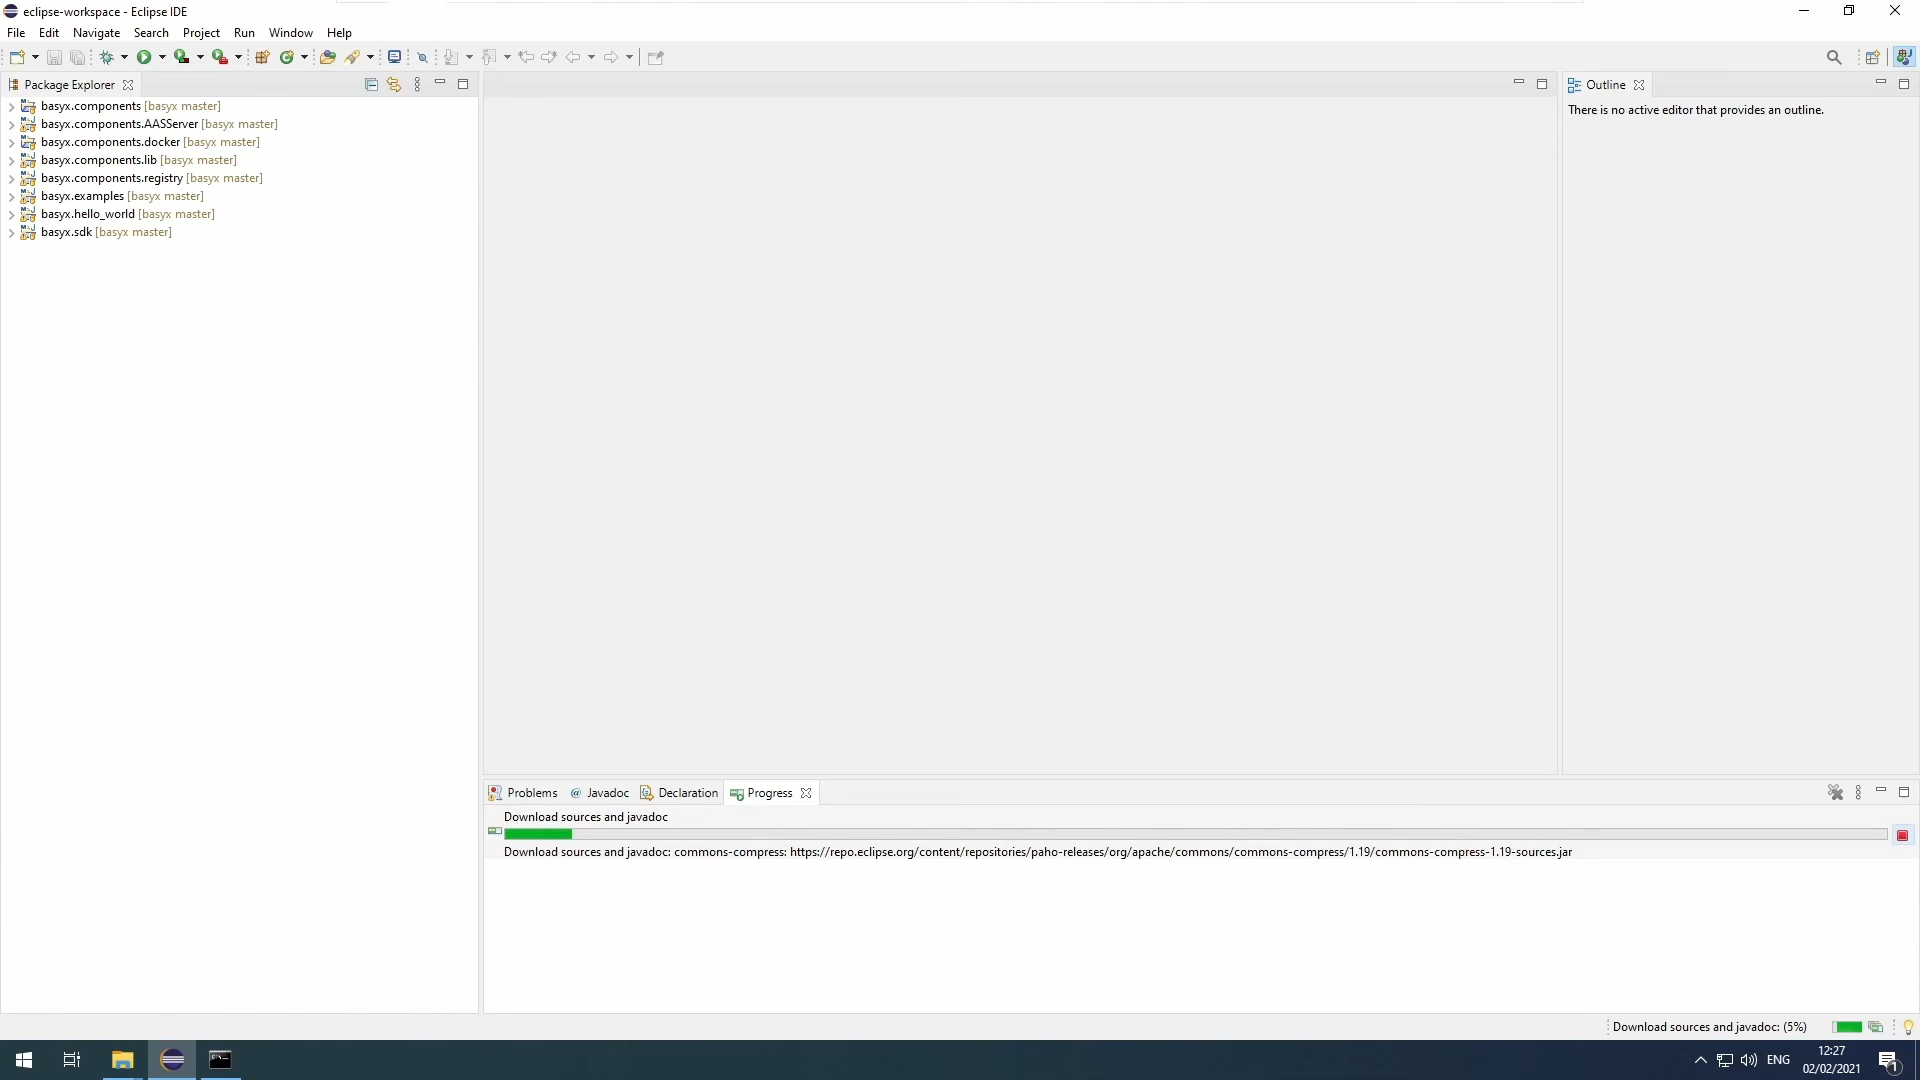 eclipse-workspace - Eclipse IDE
File Edit Navigate Search Project Run Window Help
Package Explorer
basyx.components [basyx master]
basyx.components.AASServer [basyx master]
basyx.components.docker [basyx master]
basyx.components.lib [basyx master]
basyx.components.registry [basyx master]
basyx.examples [basyx master]
basyx.hello_world [basyx master]
basyx.sdk [basyx master]
Outline
There is no active editor that provides an outline.
Problems Javadoc Declaration Progress
Download sources and javadoc
Download sources and javadoc: commons-compress: https://repo.eclipse.org/content/repositories/paho-releases/org/apache/commons/commons-compress/1.19/commons-compress-1.19-sources.jar
Download sources and javadoc: (5%)
ENG
12:27
02/02/2021
1